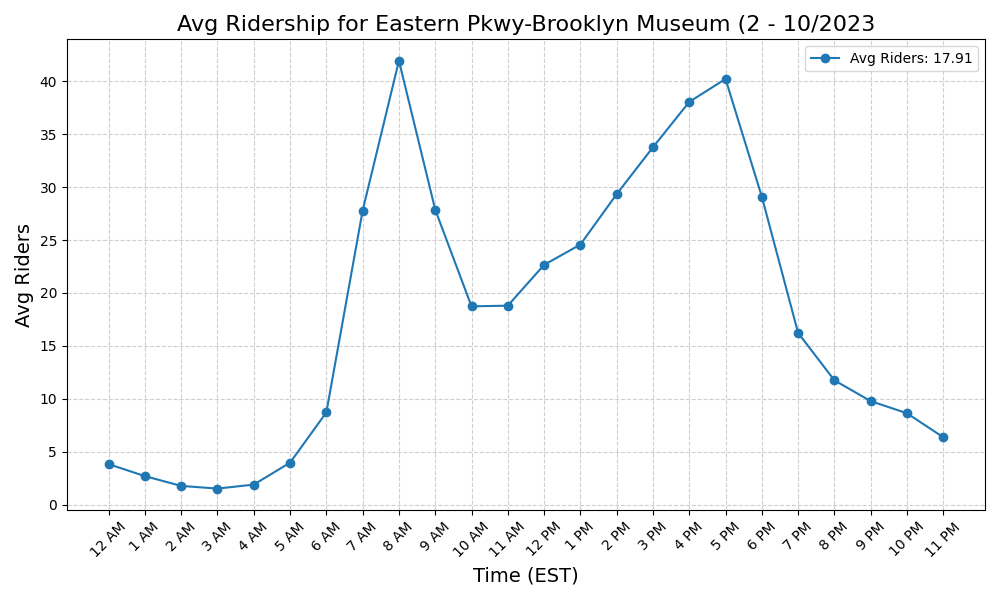 Avg Ridership for Eastern Pkwy-Brooklyn Museum (2 - 10/2023
Avg Riders: 17.91
Avg Riders
40
35
30
25
20
15
10
5
0
12 AM
1 AM
2 AM
3 AM
4 AM
5 AM
6 AM
7 AM
8 AM
9 AM
10 AM
11 AM
12 PM
1 PM
2 PM
3 PM
4 PM
5 PM
6 PM
7 PM
8 PM
9 PM
10 PM
11 PM
Time (EST)